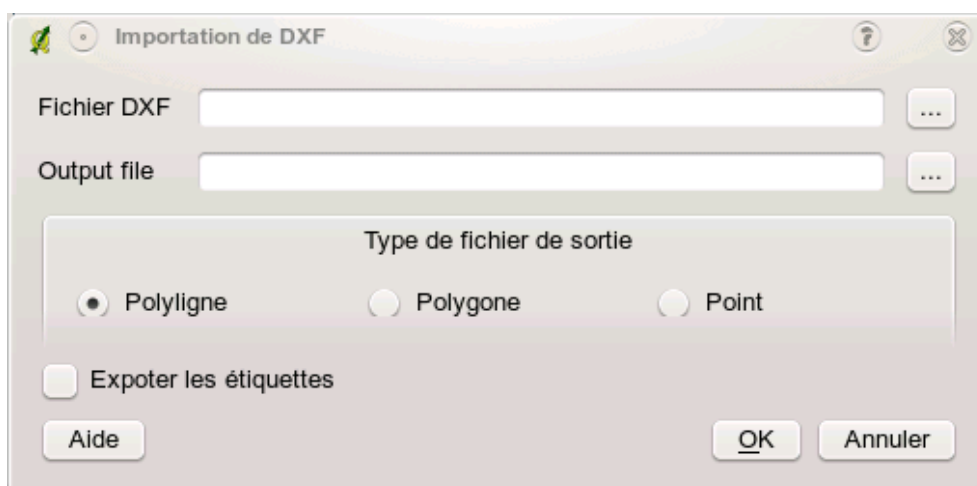 Importation de DXF
Fichier DXF ...
Output file ...
Type de fichier de sortie
Polyligne Polygone Point
Expoter les étiquettes
Aide OK Annuler